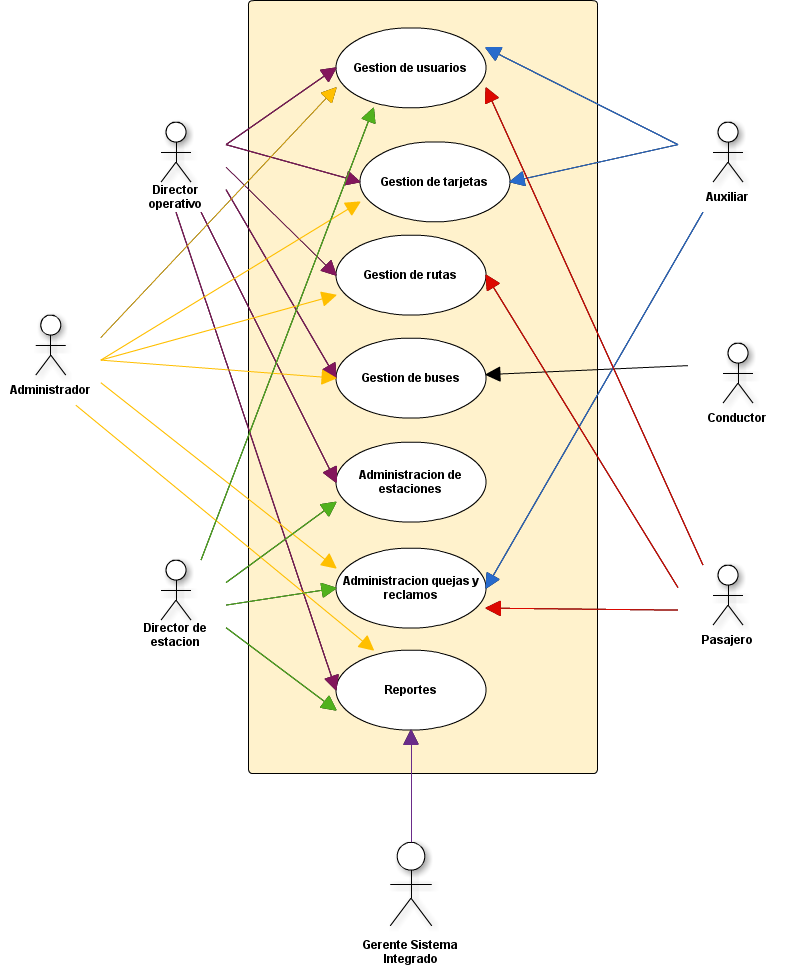 Gestion de usuarios
Director
operativo
Gestion de tarjetas
Auxiliar
Gestion de rutas
Administrador
Gestion de buses
Conductor
Administracion de
estaciones
Administracion quejas y
reclamos
Director de
estacion
Pasajero
Reportes
Gerente Sistema
Integrado